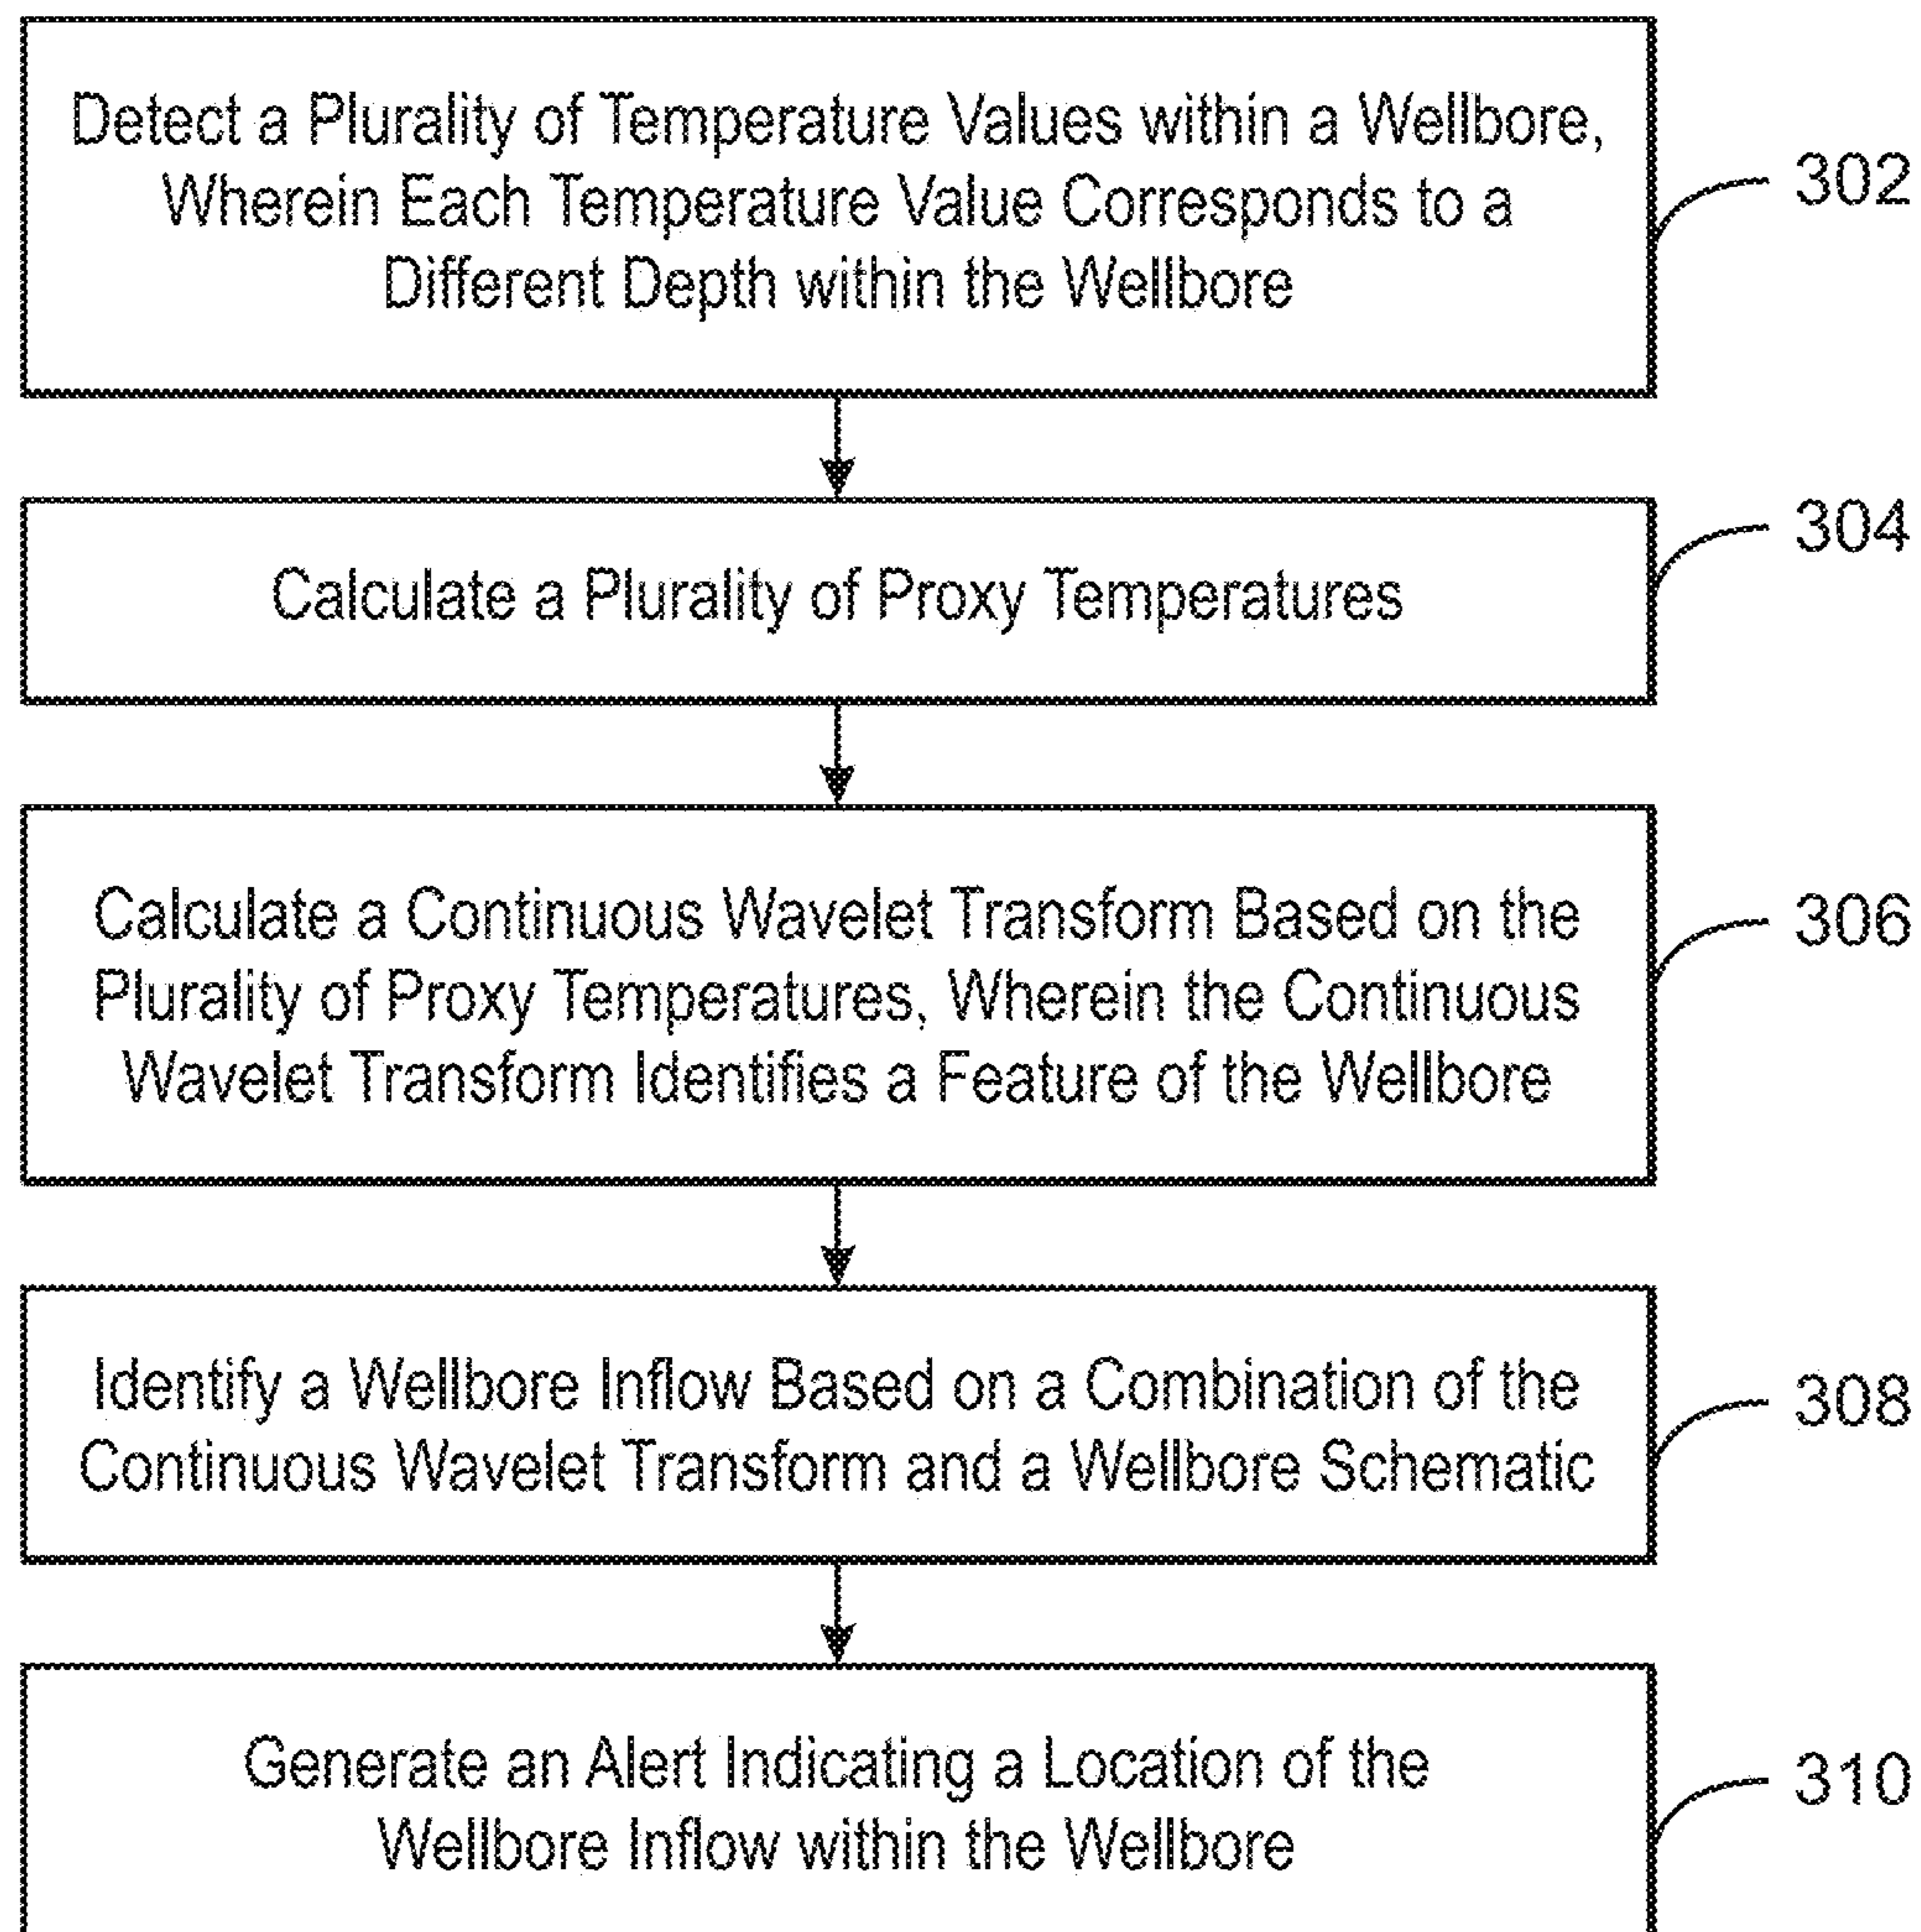 Detect a Plurality of Temperature Values within a Wellbore,
Wherein Each Temperature Value Corresponds to a
Different Depth within the Wellbore
302
Calculate a Plurality of Proxy Temperatures
304
Calculate a Continuous Wavelet Transform Based on the
Plurality of Proxy Temperatures, Wherein the Continuous
Wavelet Transform Identifies a Feature of the Wellbore
306
Identify a Wellbore Inflow Based on a Combination of the
Continuous Wavelet Transform and a Wellbore Schematic
308
Generate an Alert Indicating a Location of the
Wellbore Inflow within the Wellbore
310